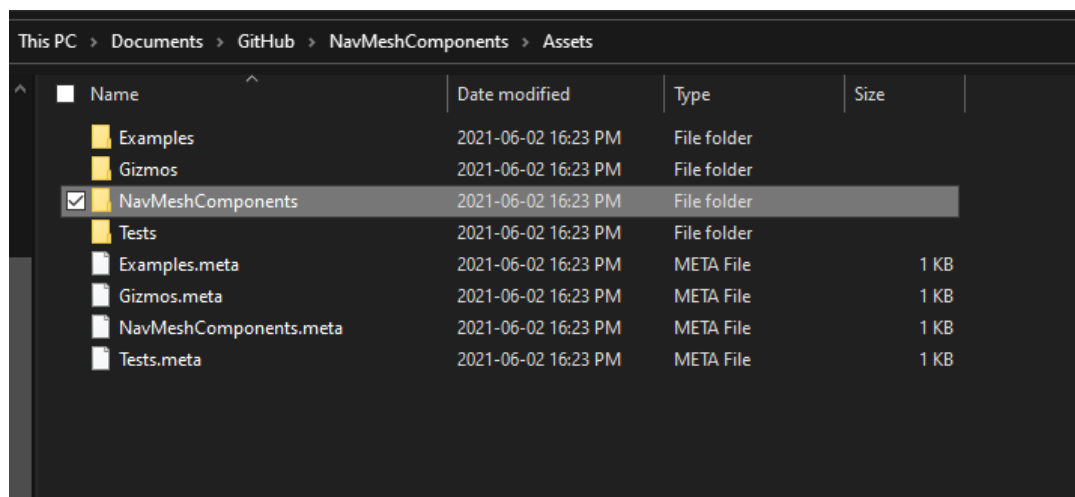 This PC > Documents > GitHub > NavMeshComponents > Assets
Name Date modified Type Size
Examples 2021-06-02 16:23 PM File folder
Gizmos 2021-06-02 16:23 PM File folder
NavMeshComponents 2021-06-02 16:23 PM File folder
Tests 2021-06-02 16:23 PM File folder
Examples.meta 2021-06-02 16:23 PM META File 1 KB
Gizmos.meta 2021-06-02 16:23 PM META File 1 KB
NavMeshComponents.meta 2021-06-02 16:23 PM META File 1 KB
Tests.meta 2021-06-02 16:23 PM META File 1 KB